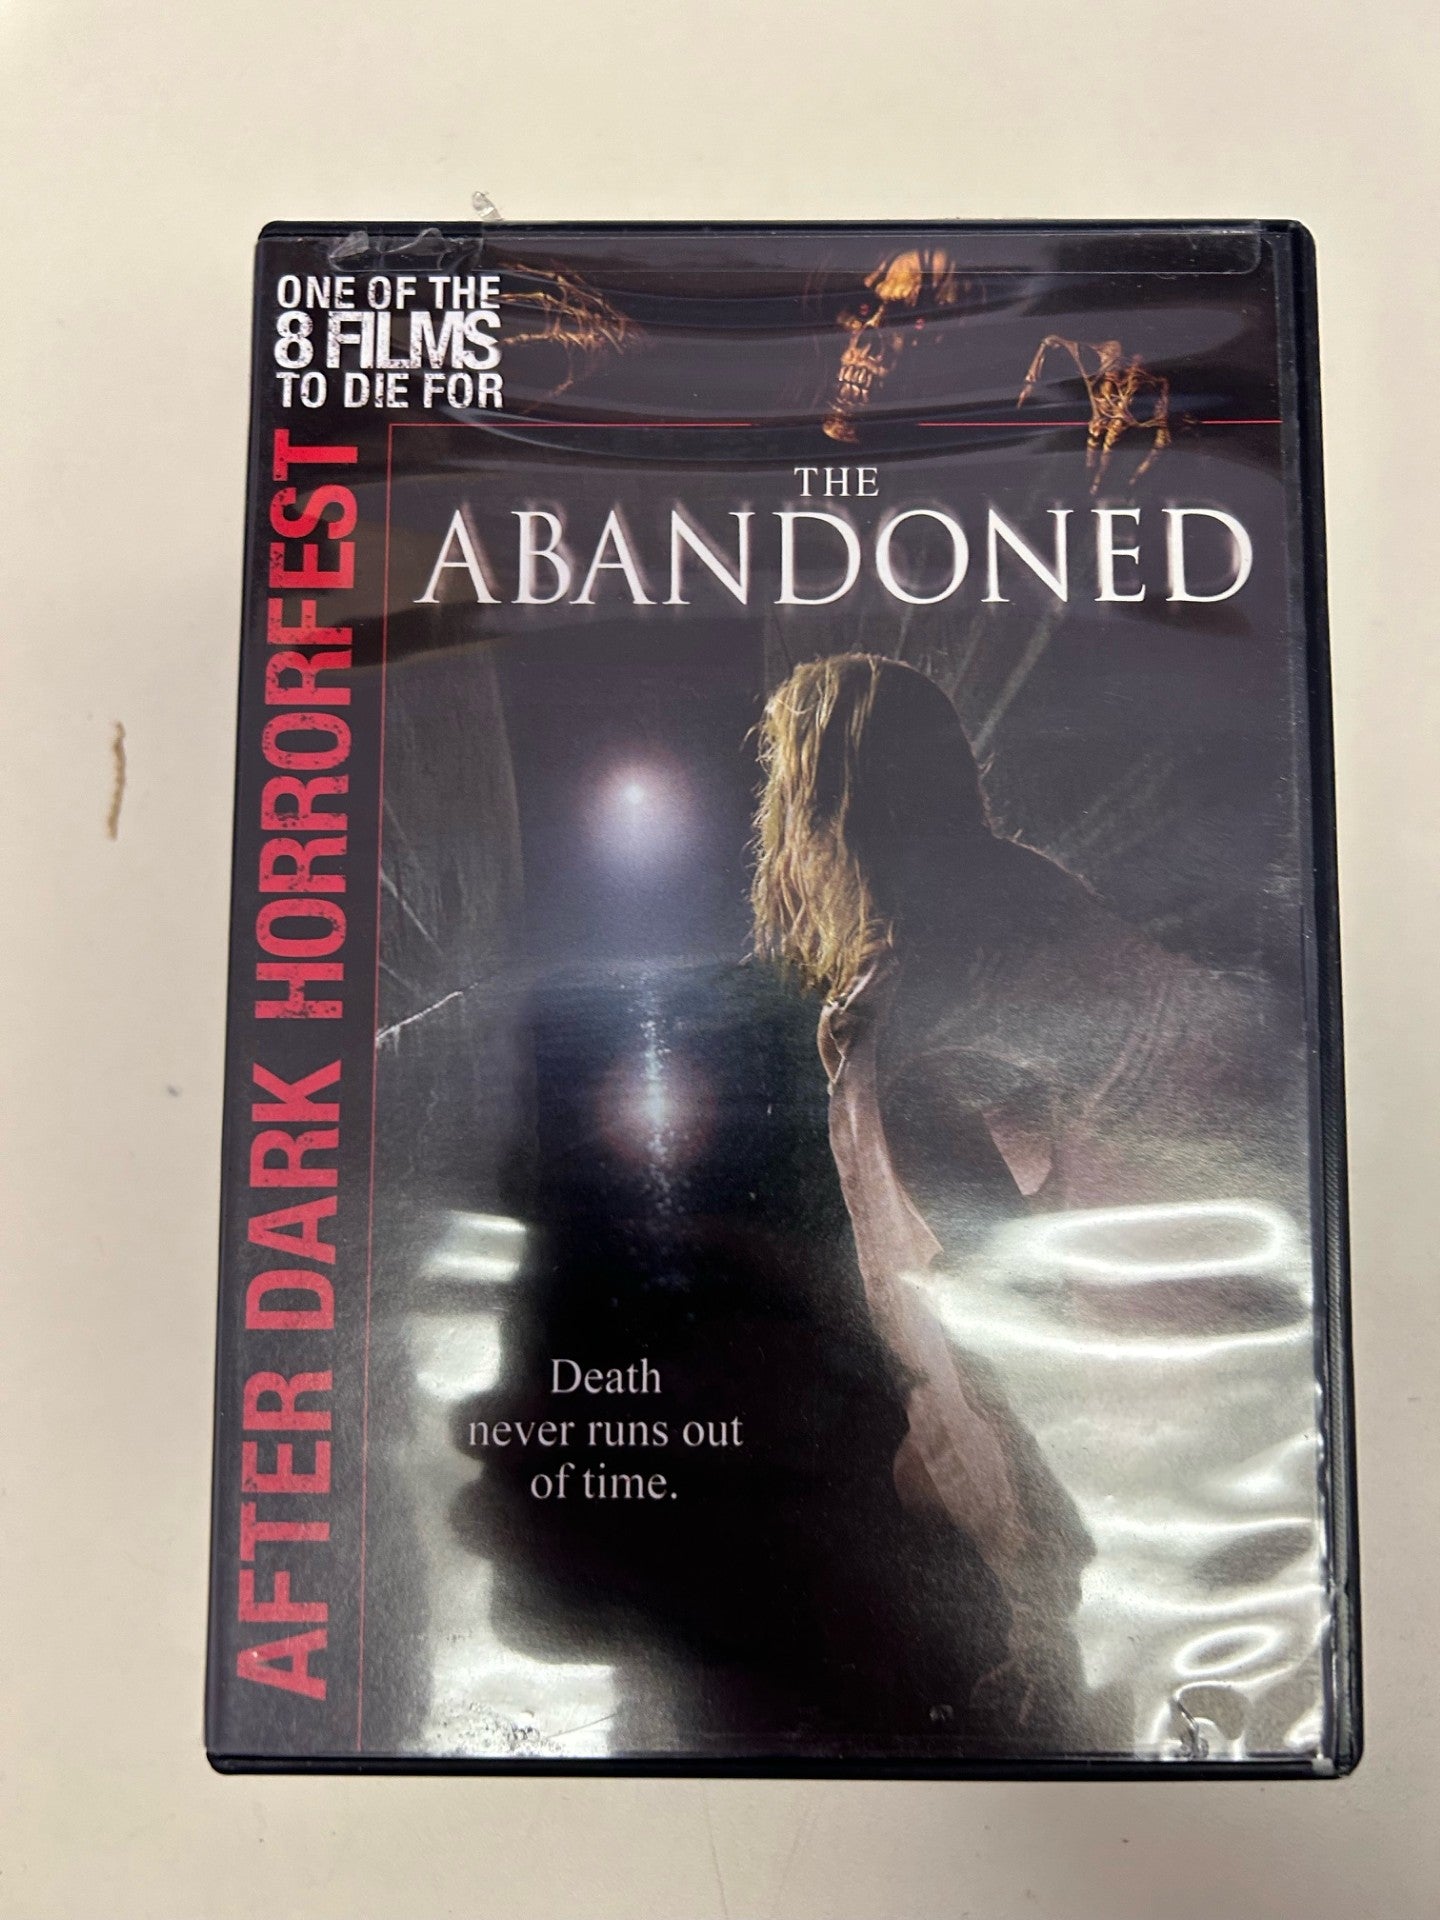 ONE OF THE
8 FILMS
TO DIE FOR
AFTER DARK HORRORFEST
THE
ABANDONED
Death
never runs out
of time.